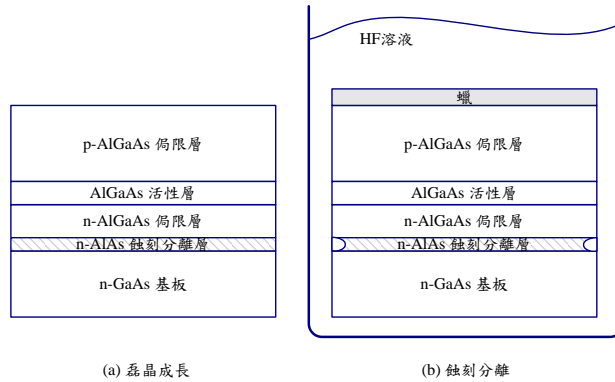 HF溶液
蠟
p-AlGaAs 侷限層
AlGaAs 活性層
n-AlGaAs 侷限層
n-AlAs 蝕刻分離層
n-GaAs 基板
p-AlGaAs 侷限層
AlGaAs 活性層
n-AlGaAs 侷限層
n-AlAs 蝕刻分離層
n-GaAs 基板
(a) 磊晶成長
(b) 蝕刻分離